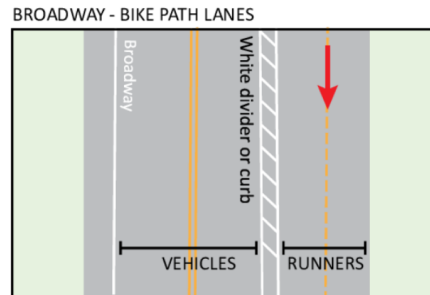 BROADWAY - BIKE PATH LANES
Broadway
White divider or curb
VEHICLES
RUNNERS